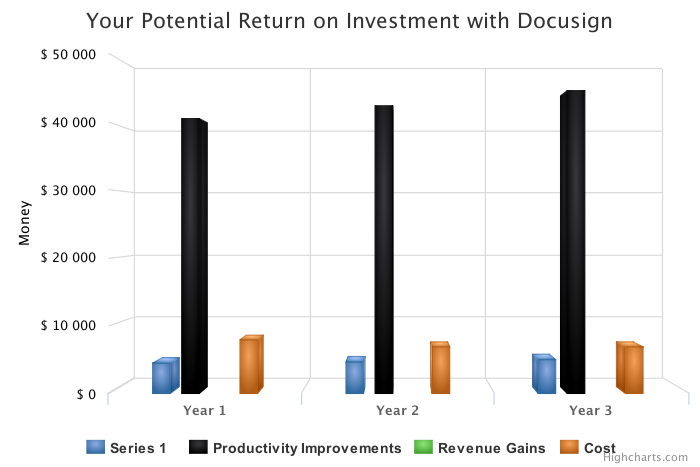 Your Potential Return on Investment with Docusign
Money
$ 50 000
$ 40 000
$ 30 000
$ 20 000
$ 10 000
$ 0
Year 1
Year 2
Year 3
Series 1
Productivity Improvements
Revenue Gains
Cost
Highcharts.com